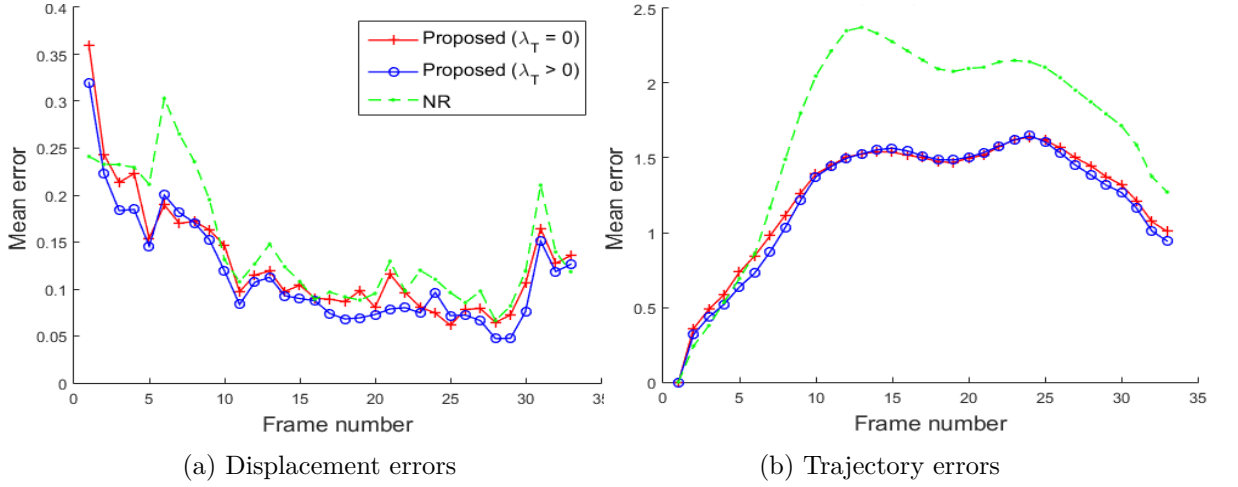 0.4
0.35
0.3
0.25
0.2
0.15
0.1
0.05
0
Mean error
0 5 10 15 20 25 30 35
Frame number
Proposed (λ_T = 0)
Proposed (λ_T > 0)
NR
(a) Displacement errors
2.5
2
1.5
1
0.5
0
Mean error
0 5 10 15 20 25 30 35
Frame number
(b) Trajectory errors